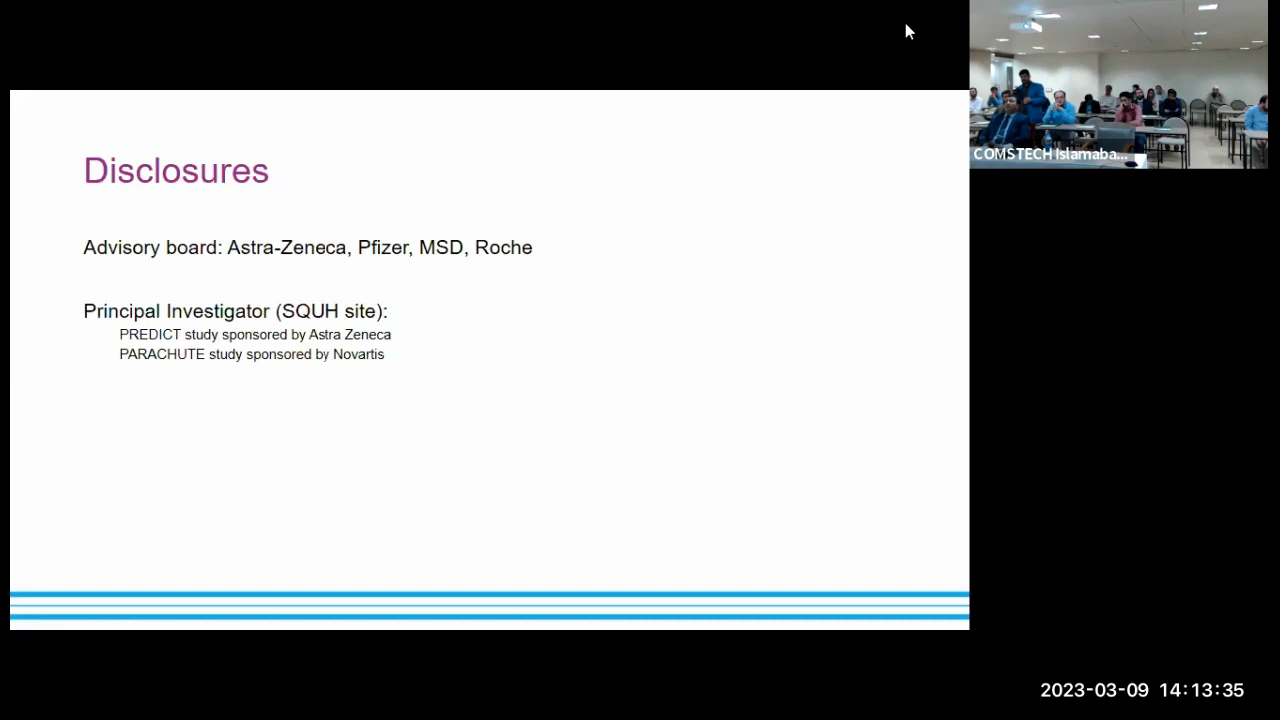 Disclosures
Advisory board: Astra-Zeneca, Pfizer, MSD, Roche
Principal Investigator (SQUH site):
PREDICT study sponsored by Astra Zeneca
PARACHUTE study sponsored by Novartis
COMSTECH Islamaba...
2023-03-09 14:13:35